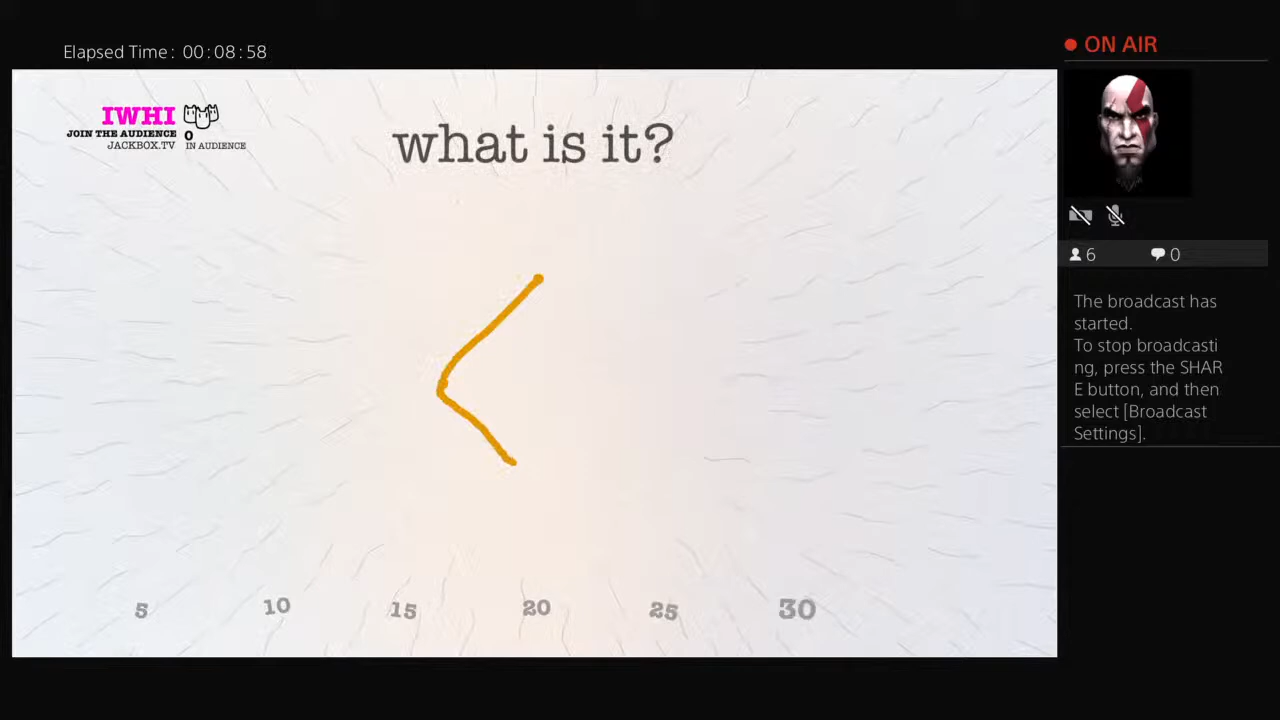 Elapsed Time: 00:08:58
ON AIR
IWHI
JOIN THE AUDIENCE
JACKBOX.TV
0
IN AUDIENCE
what is it?
6
0
The broadcast has
started.
To stop broadcasti
ng, press the SHAR
E button, and then
select [Broadcast
Settings].
5 10 15 20 25 30